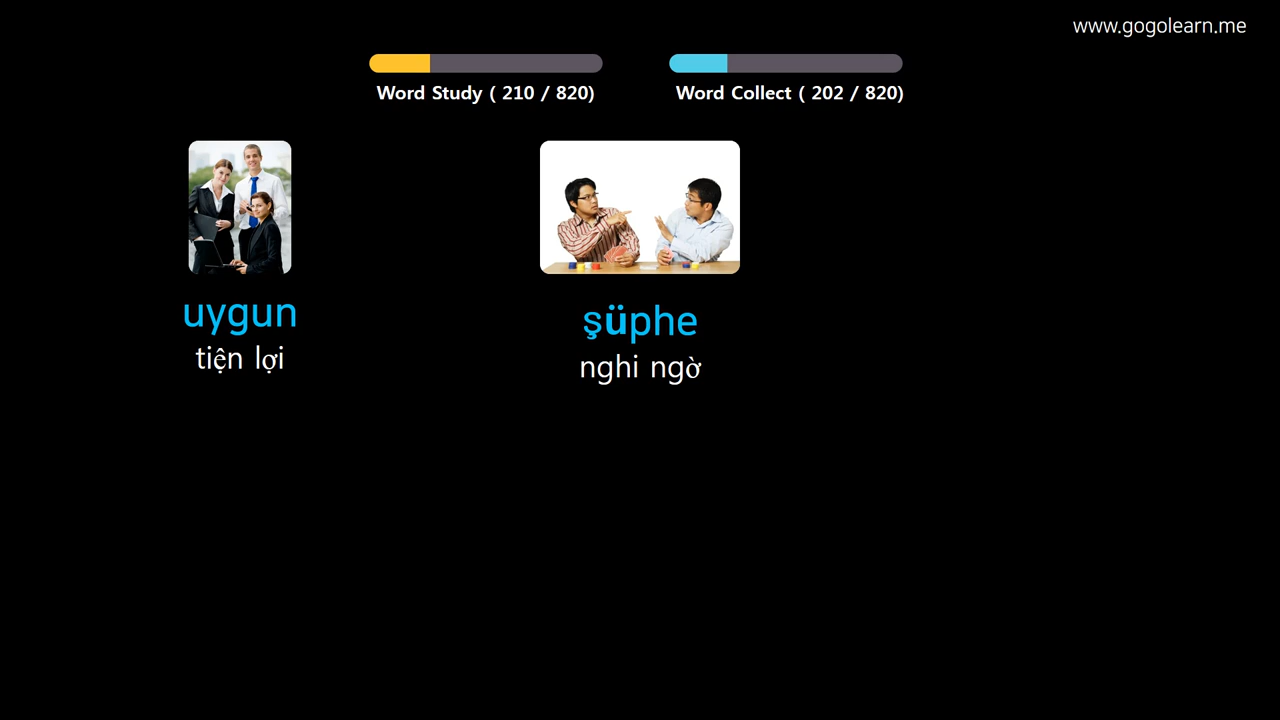 www.gogolearn.me
Word Study ( 210 / 820)
Word Collect ( 202 / 820)
uygun
tiện lợi
şüphe
nghi ngờ